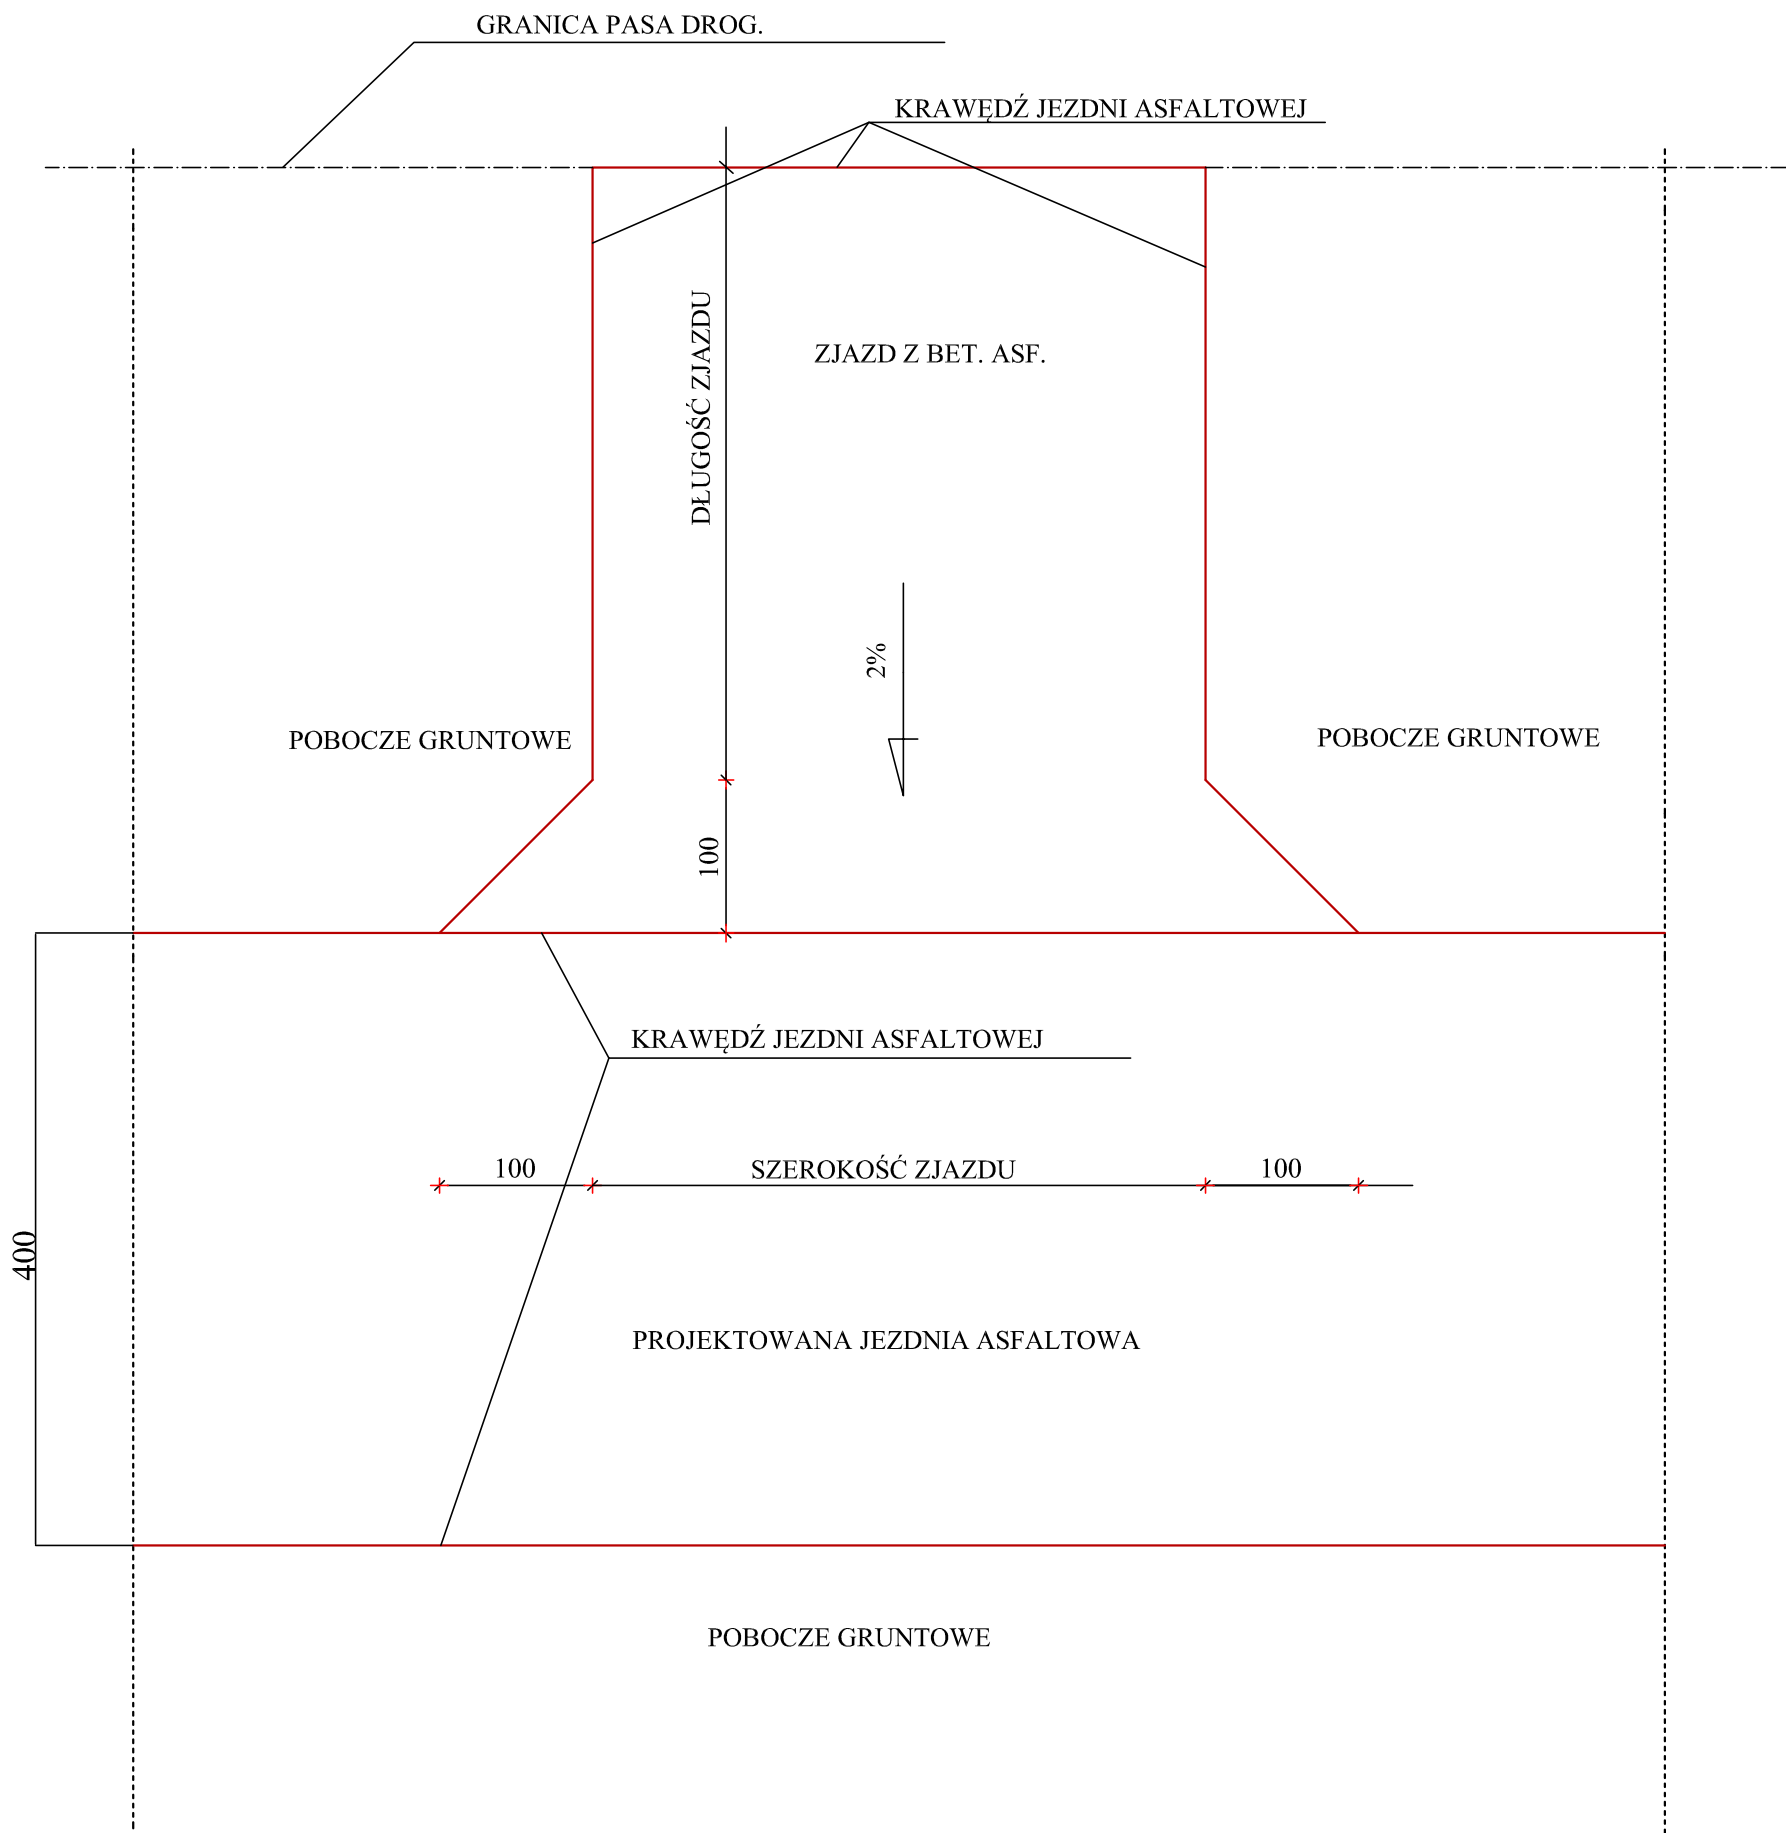 GRANICA PASA DROG.
KRAWĘDŹ JEZDNI ASFALTOWEJ
DŁUGOŚĆ ZJAZDU
ZJAZD Z BET. ASF.
2%
POBOCZE GRUNTOWE
POBOCZE GRUNTOWE
100
KRAWĘDŹ JEZDNI ASFALTOWEJ
100
SZEROKOŚĆ ZJAZDU
100
400
PROJEKTOWANA JEZDNIA ASFALTOWA
POBOCZE GRUNTOWE